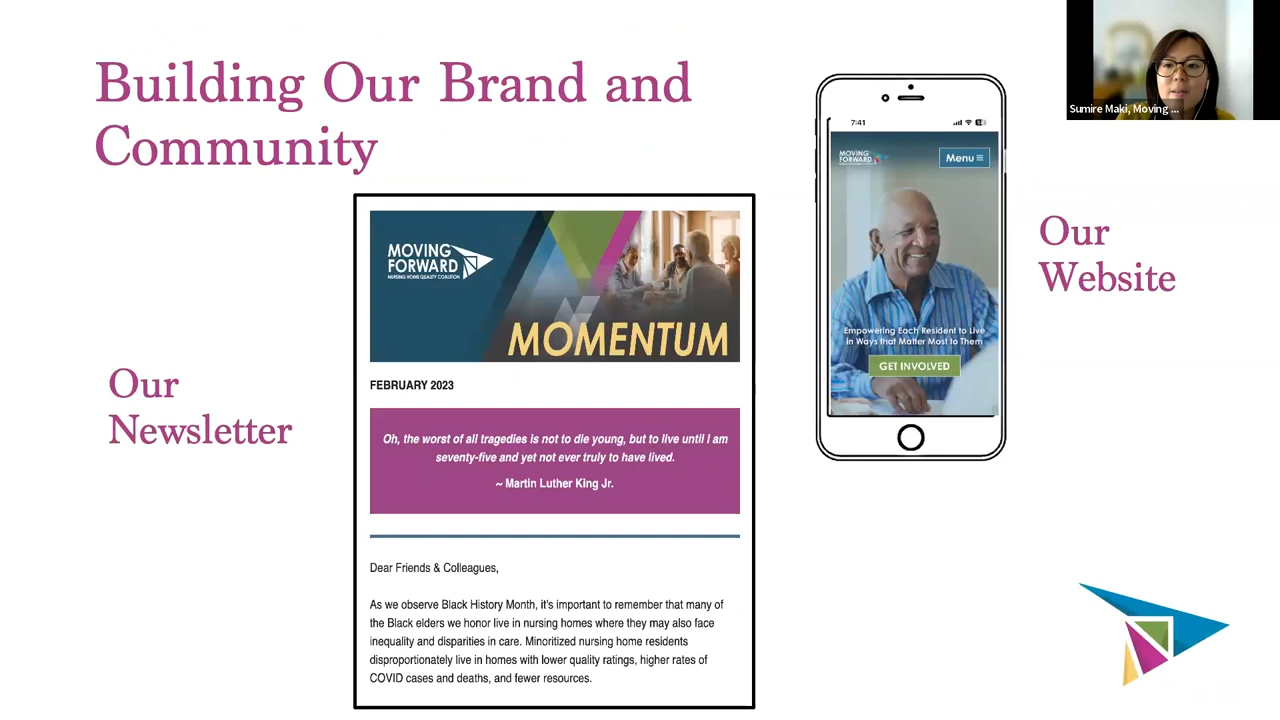 Building Our Brand and
Community
Sumire Maki, Moving ...
7:41
MOVING
FORWARD
Menu
Our
Website
Empowering Each Resident to Live
in Ways that Matter Most to Them
GET INVOLVED
Our
Newsletter
MOVING
FORWARD
NURSING HOME QUALITY COALITION
MOMENTUM
FEBRUARY 2023
Oh, the worst of all tragedies is not to die young, but to live until I am
seventy-five and yet not ever truly to have lived.
~ Martin Luther King Jr.
Dear Friends & Colleagues,
As we observe Black History Month, it's important to remember that many of
the Black elders we honor live in nursing homes where they may also face
inequality and disparities in care. Minoritized nursing home residents
disproportionately live in homes with lower quality ratings, higher rates of
COVID cases and deaths, and fewer resources.